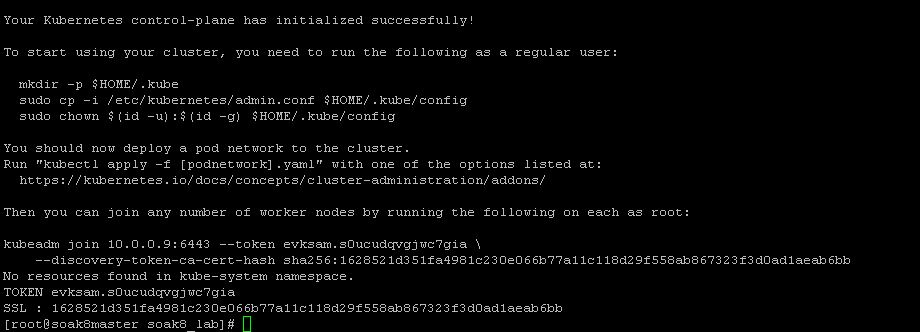 Your Kubernetes control-plane has initialized successfully!
To start using your cluster, you need to run the following as a regular user:
mkdir -p $HOME/.kube
sudo cp -i /etc/kubernetes/admin.conf $HOME/.kube/config
sudo chown $(id -u):$(id -g) $HOME/.kube/config
You should now deploy a pod network to the cluster.
Run "kubectl apply -f [podnetwork].yaml" with one of the options listed at:
https://kubernetes.io/docs/concepts/cluster-administration/addons/
Then you can join any number of worker nodes by running the following on each as root:
kubeadm join 10.0.0.9:6443 --token evksam.s0ucudqvgjwc7gia \
--discovery-token-ca-cert-hash sha256:1628521d351fa4981c230e066b77a11c118d29f558ab867323f3d0ad1aeab6bb
No resources found in kube-system namespace.
TOKEN evksam.s0ucudqvgjwc7gia
SSL : 1628521d351fa4981c230e066b77a11c118d29f558ab867323f3d0ad1aeab6bb
[root@soak8master soak8_lab]#